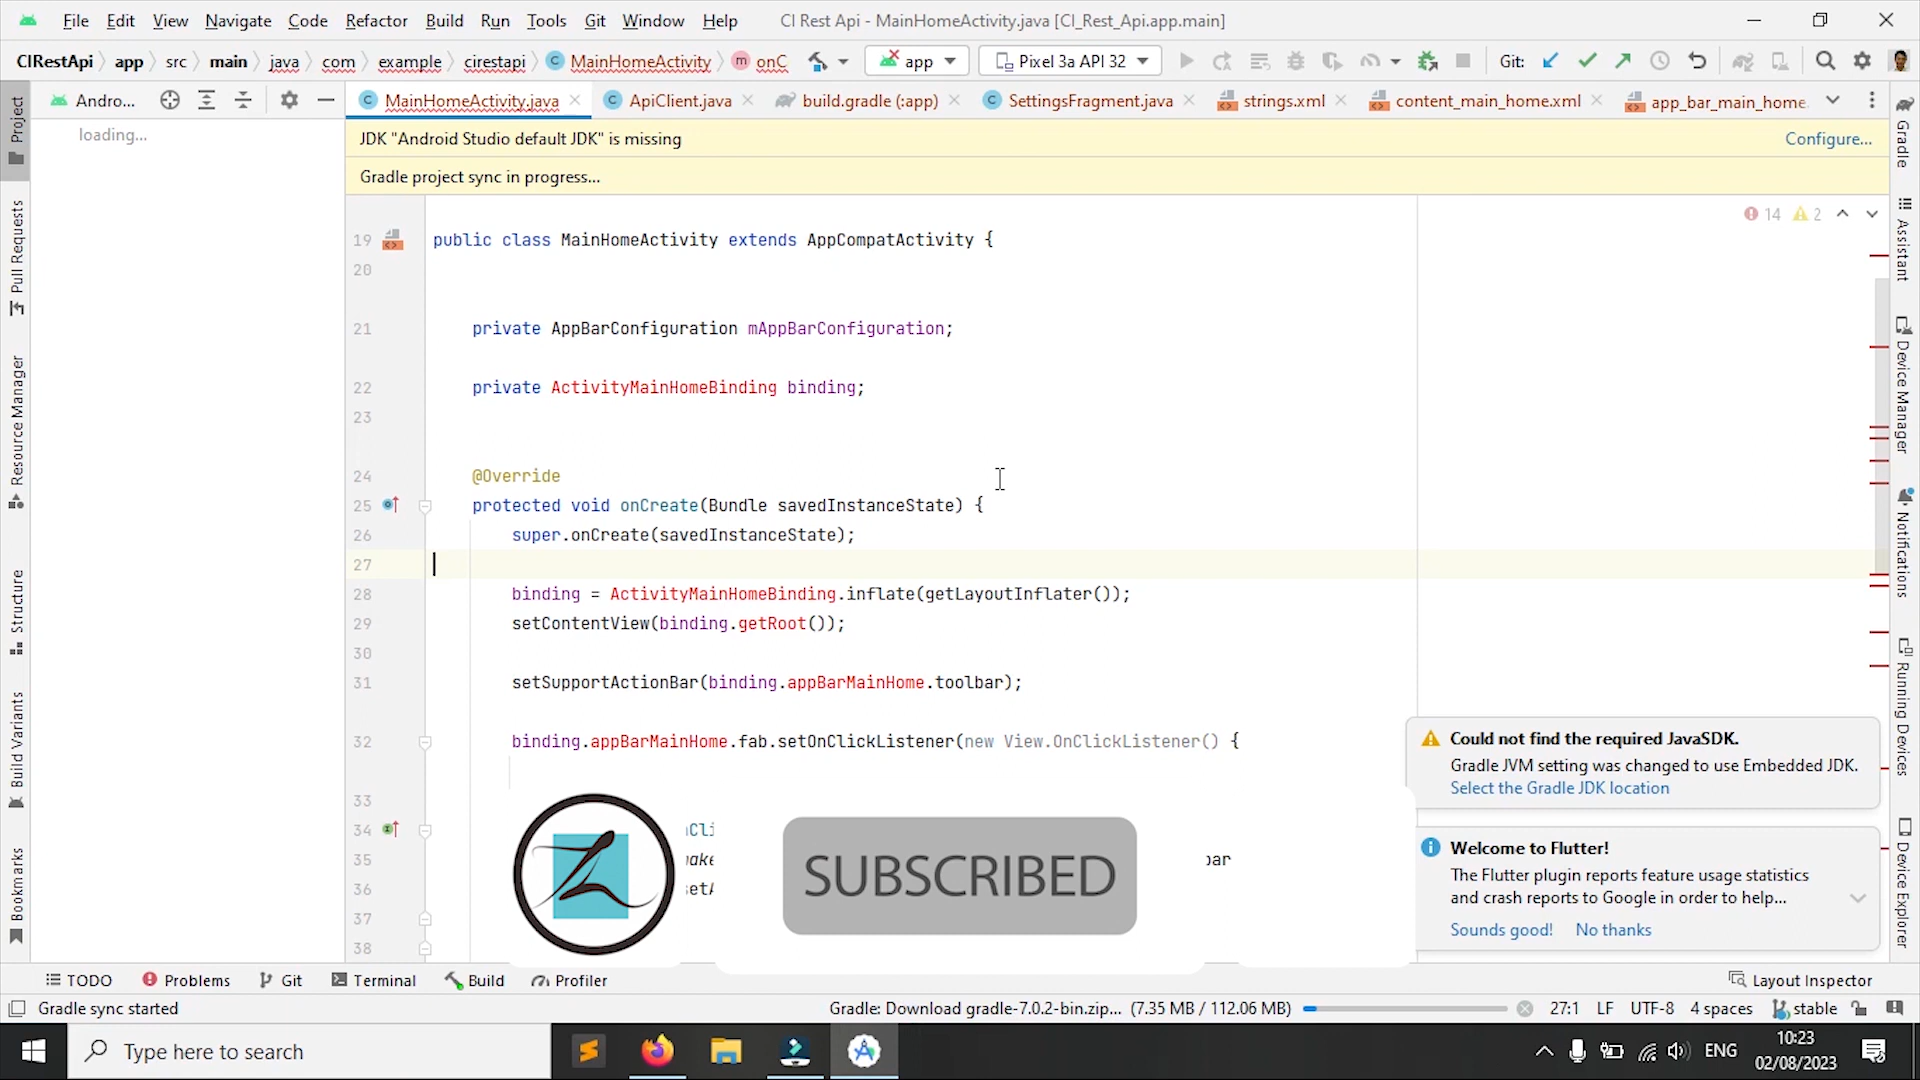 File Edit View Navigate Code Refactor Build Run Tools Git Window Help CI Rest Api - MainHomeActivity.java [CI_Rest_Api.app.main]
CIRestApi app src main java com example cirestapi MainHomeActivity onC app Pixel 3a API 32 Git:
Andro... MainHomeActivity.java ApiClient.java build.gradle (:app) SettingsFragment.java strings.xml content_main_home.xml app_bar_main_home.
loading...
JDK "Android Studio default JDK" is missing Configure...
Gradle project sync in progress...
14 2
19 public class MainHomeActivity extends AppCompatActivity {
20
21 private AppBarConfiguration mAppBarConfiguration;
22 private ActivityMainHomeBinding binding;
23
24 @Override
25 protected void onCreate(Bundle savedInstanceState) {
26 super.onCreate(savedInstanceState);
27
28 binding = ActivityMainHomeBinding.inflate(getLayoutInflater());
29 setContentView(binding.getRoot());
30
31 setSupportActionBar(binding.appBarMainHome.toolbar);
32 binding.appBarMainHome.fab.setOnClickListener(new View.OnClickListener() {
33
34
35
36
37
38
SUBSCRIBED
Could not find the required JavaSDK.
Gradle JVM setting was changed to use Embedded JDK.
Select the Gradle JDK location
Welcome to Flutter!
The Flutter plugin reports feature usage statistics
and crash reports to Google in order to help...
Sounds good! No thanks
Project
Pull Requests
Resource Manager
Structure
Build Variants
Bookmarks
Gradle
Assistant
Device Manager
Notifications
Running Devices
Device Explorer
TODO Problems Git Terminal Build Profiler Layout Inspector
Gradle sync started Gradle: Download gradle-7.0.2-bin.zip... (7.35 MB / 112.06 MB) 27:1 LF UTF-8 4 spaces stable
Type here to search ENG 10:23
02/08/2023